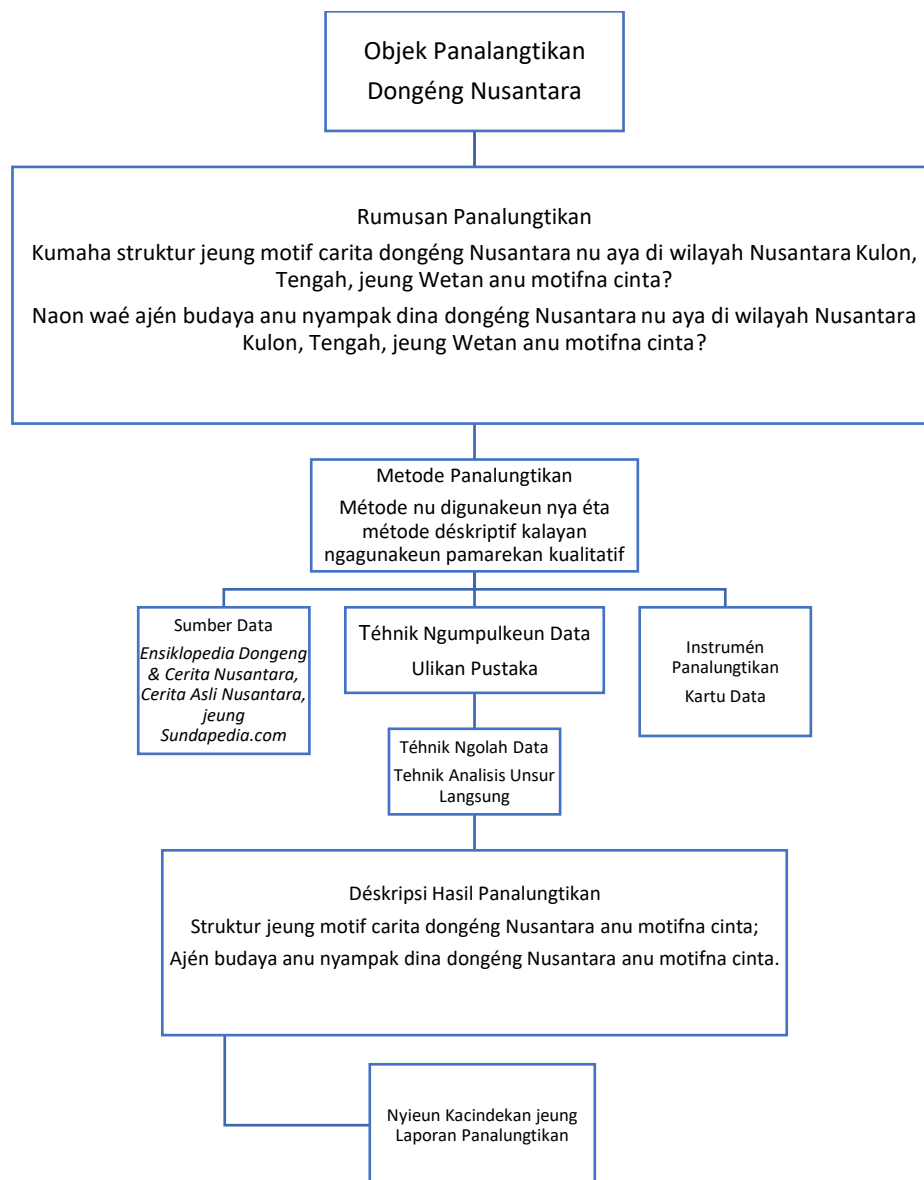 Objek Panalangtikan
Dongéng Nusantara
Rumusan Panalungtikan
Kumaha struktur jeung motif carita dongéng Nusantara nu aya di wilayah Nusantara Kulon,
Tengah, jeung Wetan anu motifna cinta?
Naon waé ajén budaya anu nyampak dina dongéng Nusantara nu aya di wilayah Nusantara
Kulon, Tengah, jeung Wetan anu motifna cinta?
Metode Panalungtikan
Métode nu digunakeun nya éta
métode déskriptif kalayan
ngagunakeun pamarekan kualitatif
Sumber Data
Ensiklopedia Dongeng
& Cerita Nusantara,
Cerita Asli Nusantara,
jeung
Sundapedia.com
Téhnik Ngumpulkeun Data
Ulikan Pustaka
Instrumén
Panalungtikan
Kartu Data
Téhnik Ngolah Data
Tehnik Analisis Unsur
Langsung
Déskripsi Hasil Panalungtikan
Struktur jeung motif carita dongéng Nusantara anu motifna cinta;
Ajén budaya anu nyampak dina dongéng Nusantara anu motifna cinta.
Nyieun Kacindekan jeung
Laporan Panalungtikan